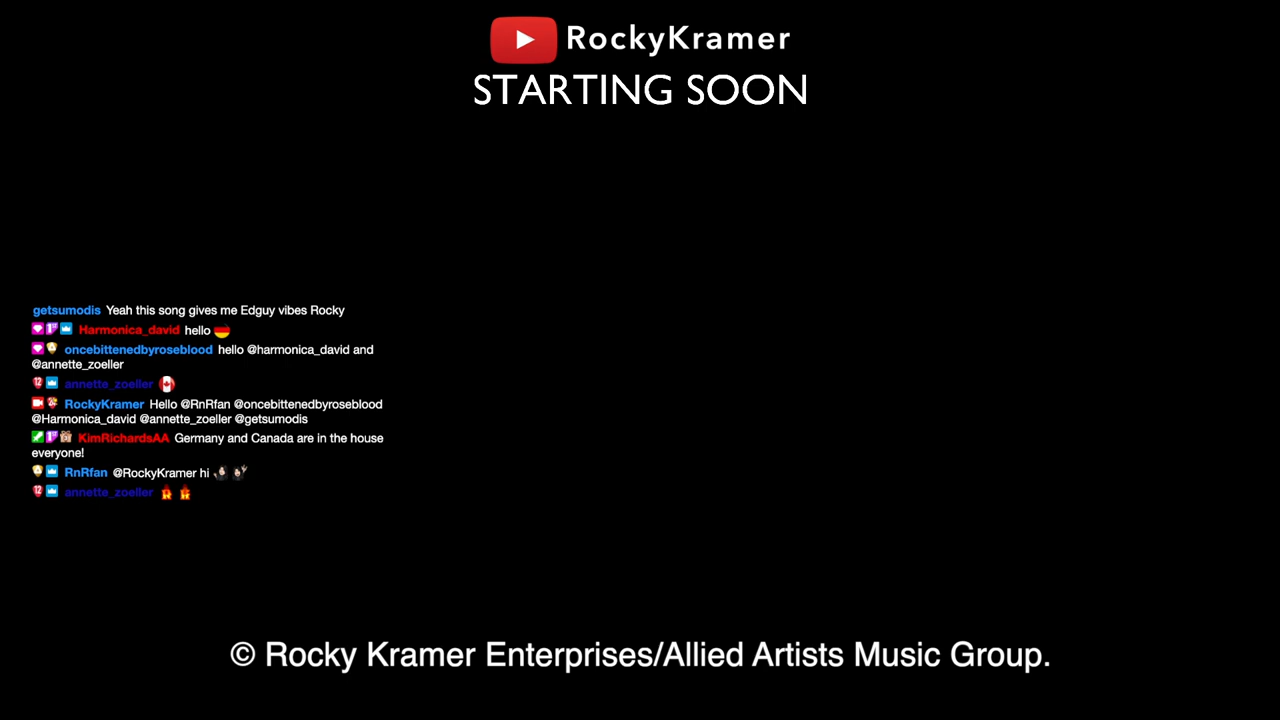 RockyKramer
STARTING SOON
getsumodis Yeah this song gives me Edguy vibes Rocky
Harmonica_david hello
oncebittenedbyroseblood hello @harmonica_david and
@annette_zoeller
12 annette_zoeller
RockyKramer Hello @RnRfan @oncebittenedbyroseblood
@Harmonica_david @annette_zoeller @getsumodis
KimRichardsAA Germany and Canada are in the house
everyone!
RnRfan @RockyKramer hi
12 annette_zoeller
© Rocky Kramer Enterprises/Allied Artists Music Group.